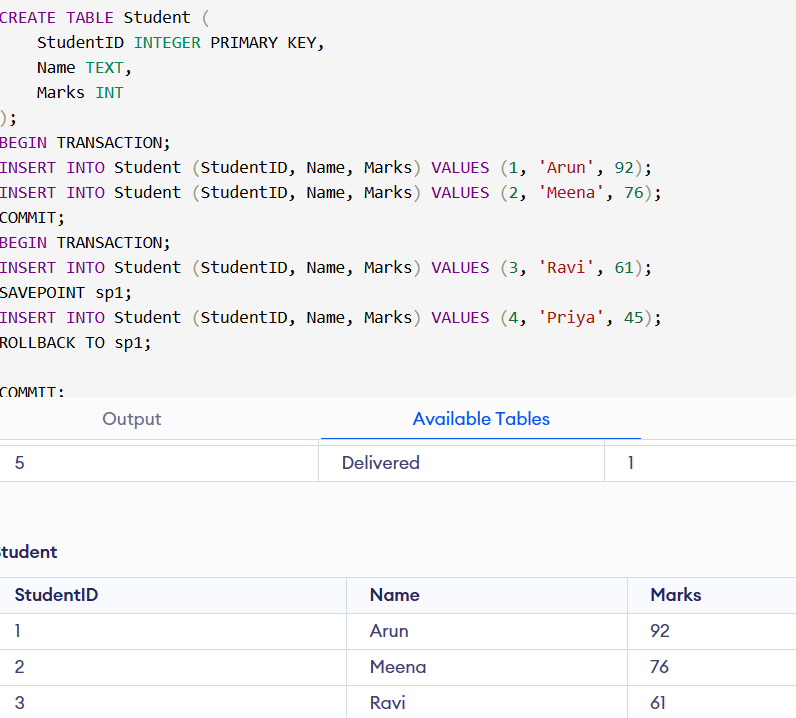 CREATE TABLE Student (
    StudentID INTEGER PRIMARY KEY,
    Name TEXT,
    Marks INT
);
BEGIN TRANSACTION;
INSERT INTO Student (StudentID, Name, Marks) VALUES (1, 'Arun', 92);
INSERT INTO Student (StudentID, Name, Marks) VALUES (2, 'Meena', 76);
COMMIT;
BEGIN TRANSACTION;
INSERT INTO Student (StudentID, Name, Marks) VALUES (3, 'Ravi', 61);
SAVEPOINT sp1;
INSERT INTO Student (StudentID, Name, Marks) VALUES (4, 'Priya', 45);
ROLLBACK TO sp1;
COMMIT;
Output Available Tables
5 Delivered 1
Student
StudentID Name Marks
1 Arun 92
2 Meena 76
3 Ravi 61